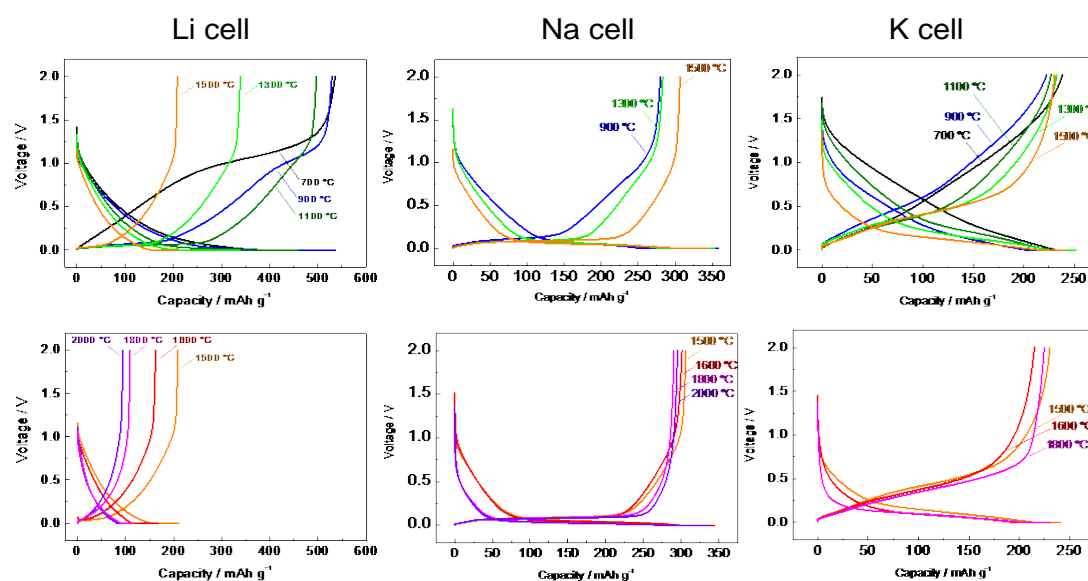 Li cell
Na cell
K cell
2.0
1.5
1.0
0.5
0.0
Voltage / V
1500 °C
1300 °C
700 °C
900 °C
1100 °C
0 100 200 300 400 500 600
Capacity / mAh g⁻¹
2.0
1.5
1.0
0.5
0.0
Voltage / V
1500 °C
1300 °C
900 °C
0 50 100 150 200 250 300 350
Capacity / mAh g⁻¹
2.0
1.5
1.0
0.5
0.0
Voltage / V
1100 °C
900 °C
700 °C
1300 °C
1500 °C
0 50 100 150 200 250
Capacity / mAh g⁻¹
2.0
1.5
1.0
0.5
0.0
Voltage / V
2000 °C
1800 °C
1600 °C
1500 °C
0 100 200 300 400 500 600
Capacity / mAh g⁻¹
2.0
1.5
1.0
0.5
0.0
Voltage / V
1500 °C
1600 °C
1800 °C
2000 °C
0 50 100 150 200 250 300 350
Capacity / mAh g⁻¹
2.0
1.5
1.0
0.5
0.0
Voltage / V
1500 °C
1600 °C
1800 °C
0 50 100 150 200 250
Capacity / mAh g⁻¹